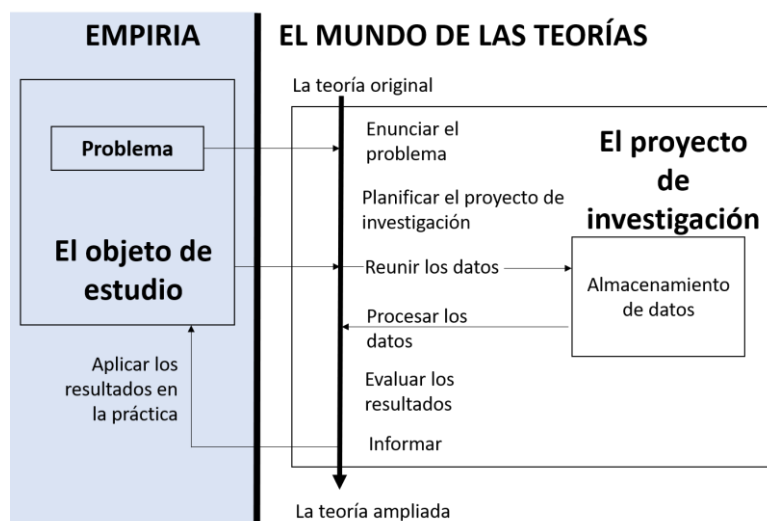 EMPIRIA
EL MUNDO DE LAS TEORÍAS
La teoría original
Problema
Enunciar el
problema
El proyecto
de
investigación
Planificar el proyecto de
investigación
El objeto de
estudio
Reunir los datos
Almacenamiento
de datos
Procesar los
datos
Aplicar los
resultados en
la práctica
Evaluar los
resultados
Informar
La teoría ampliada